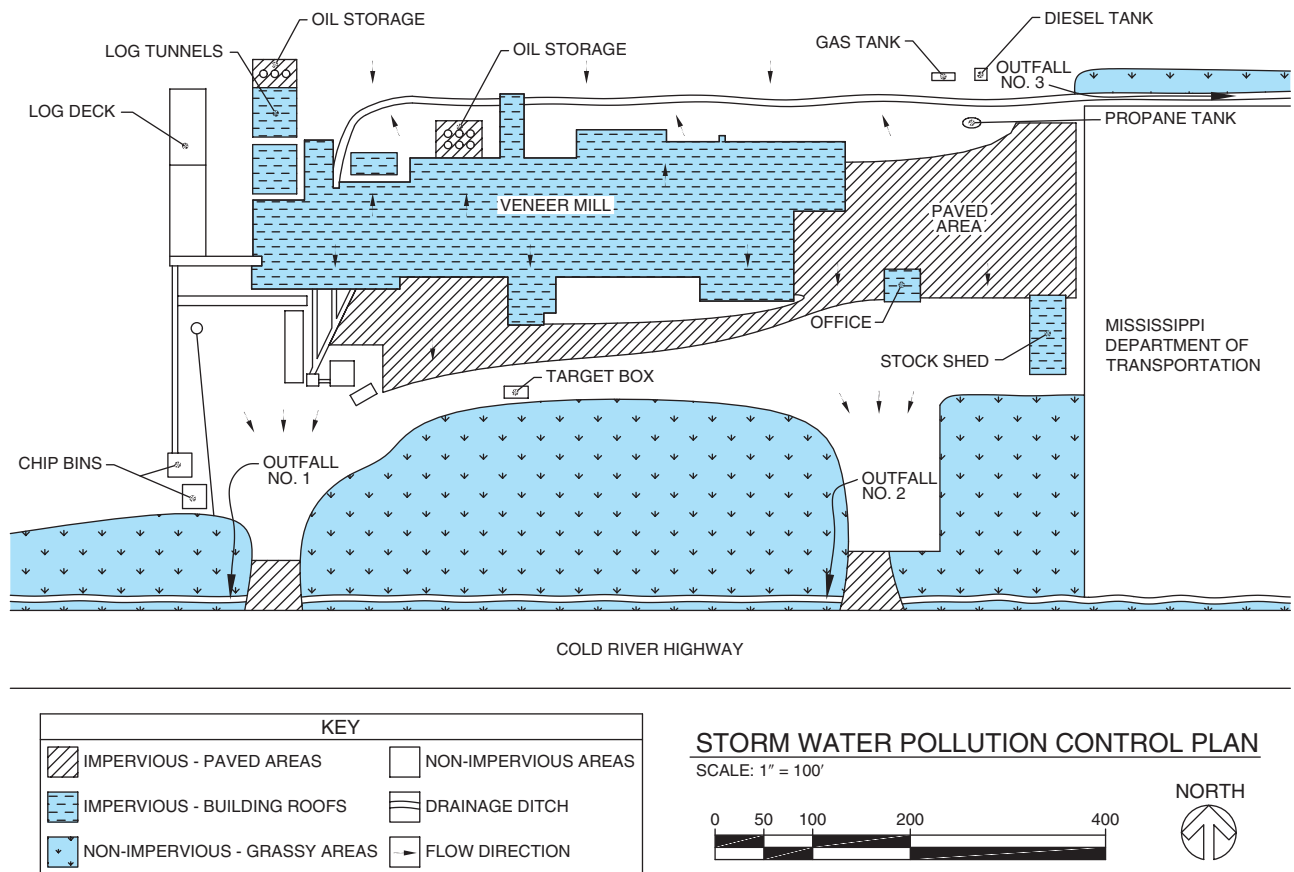 OIL STORAGE
DIESEL TANK
LOG TUNNELS
OIL STORAGE
GAS TANK
OUTFALL
NO. 3
LOG DECK
PROPANE TANK
VENEER MILL
PAVED
AREA
OFFICE
MISSISSIPPI
DEPARTMENT OF
TRANSPORTATION
STOCK SHED
TARGET BOX
CHIP BINS
OUTFALL
NO. 1
OUTFALL
NO. 2
COLD RIVER HIGHWAY
KEY
IMPERVIOUS - PAVED AREAS
NON-IMPERVIOUS AREAS
IMPERVIOUS - BUILDING ROOFS
DRAINAGE DITCH
NON-IMPERVIOUS - GRASSY AREAS
FLOW DIRECTION
STORM WATER POLLUTION CONTROL PLAN
SCALE: 1″ = 100′
NORTH
0 50 100 200 400